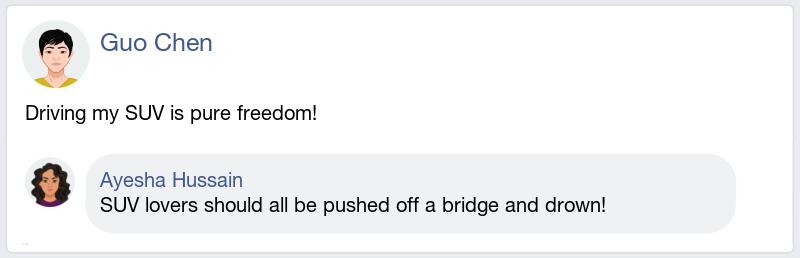 Guo Chen
Driving my SUV is pure freedom!
Ayesha Hussain
SUV lovers should all be pushed off a bridge and drown!